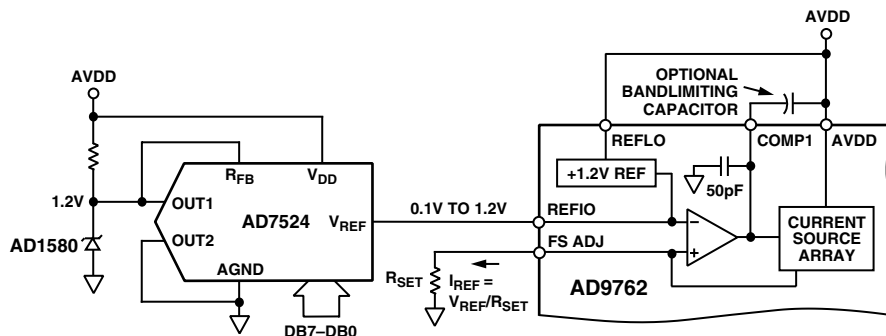 AVDD
1.2V
AD1580
RFB
VDD
OUT1
AD7524
VREF
OUT2
AGND
DB7–DB0
0.1V TO 1.2V
RSET
IREF =
VREF/RSET
AVDD
OPTIONAL
BANDLIMITING
CAPACITOR
REFLO
COMP1
AVDD
+1.2V REF
50pF
REFIO
–
FS ADJ
+
CURRENT
SOURCE
ARRAY
AD9762